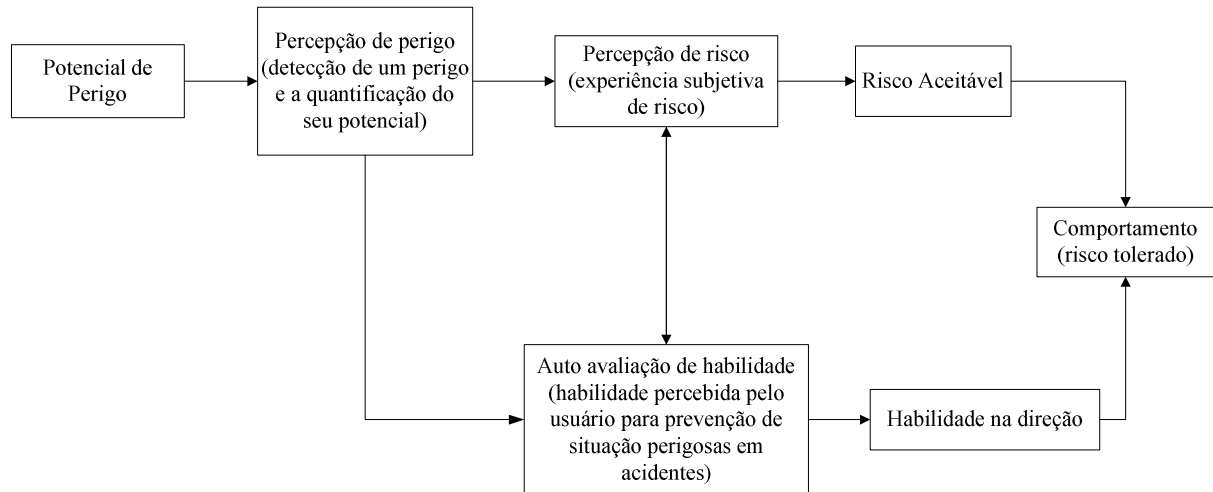 Potencial de
Perigo
Percepção de perigo
(detecção de um perigo
e a quantificação do
seu potencial)
Percepção de risco
(experiência subjetiva
de risco)
Risco Aceitável
Comportamento
(risco tolerado)
Auto avaliação de habilidade
(habilidade percebida pelo
usuário para prevenção de
situação perigosas em
acidentes)
Habilidade na direção